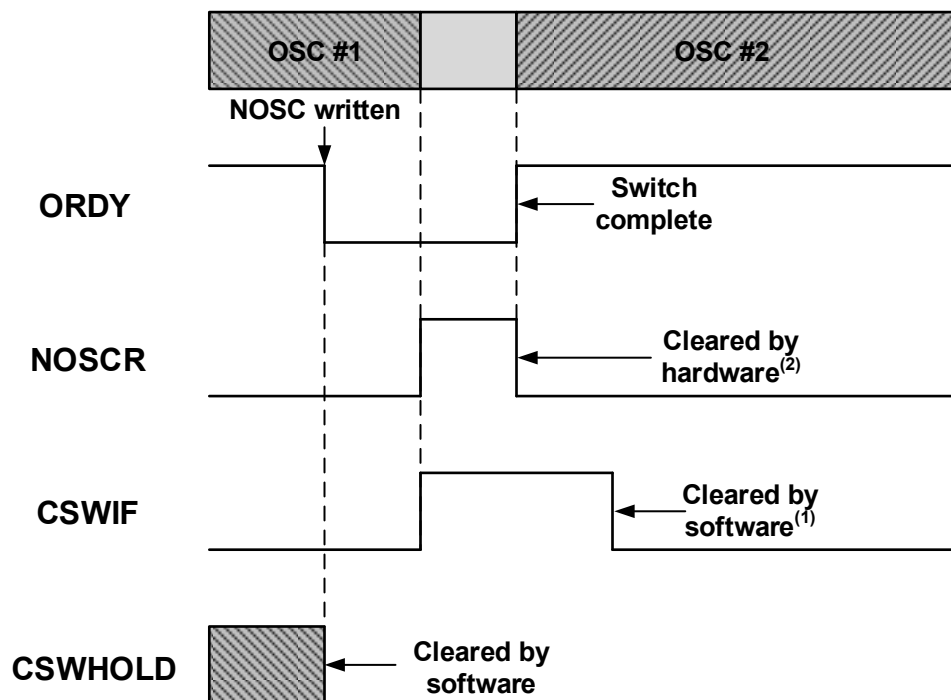 OSC #1
OSC #2
NOSC written
ORDY
Switch
complete
NOSCR
Cleared by
hardware(2)
CSWIF
Cleared by
software(1)
CSWHOLD
Cleared by
software